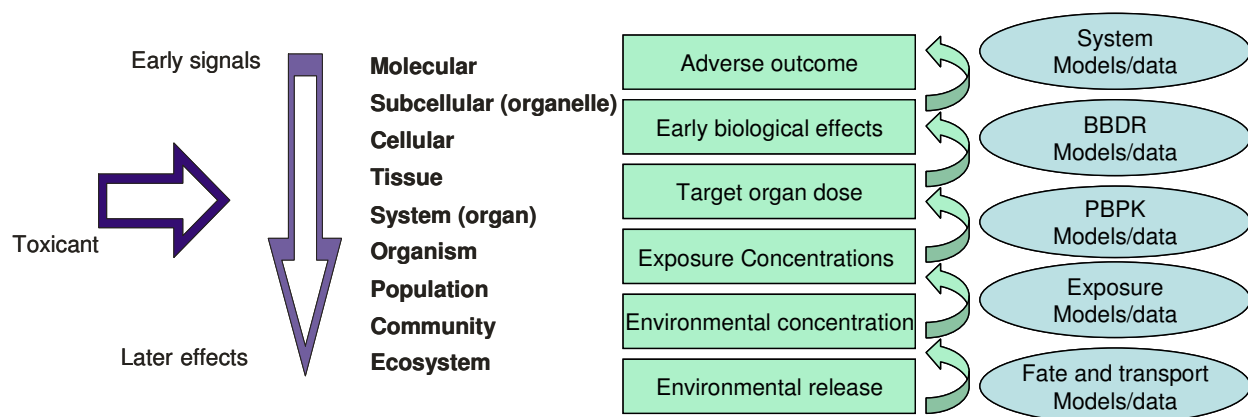 Early signals
Toxicant
Later effects
Molecular
Subcellular (organelle)
Cellular
Tissue
System (organ)
Organism
Population
Community
Ecosystem
Adverse outcome
Early biological effects
Target organ dose
Exposure Concentrations
Environmental concentration
Environmental release
System
Models/data
BBDR
Models/data
PBPK
Models/data
Exposure
Models/data
Fate and transport
Models/data